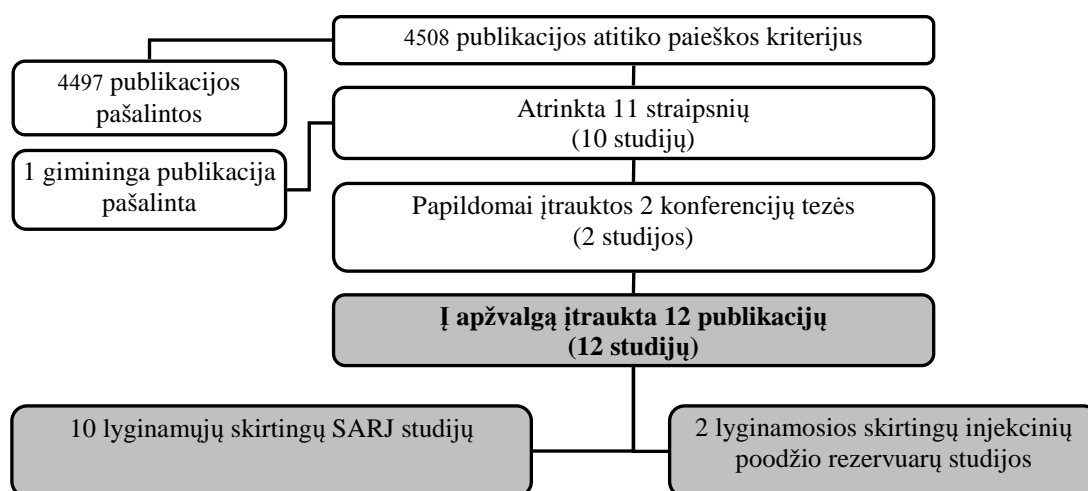 4508 publikacijos atitiko paieškos kriterijus
4497 publikacijos
pašalintos
Atrinkta 11 straipsnių
(10 studijų)
1 gimininga publikacija
pašalinta
Papildomai įtrauktos 2 konferencijų tezės
(2 studijos)
Į apžvalgą įtraukta 12 publikacijų
(12 studijų)
10 lyginamųjų skirtingų SARJ studijų
2 lyginamosios skirtingų injekcinių
poodžio rezervuarų studijos